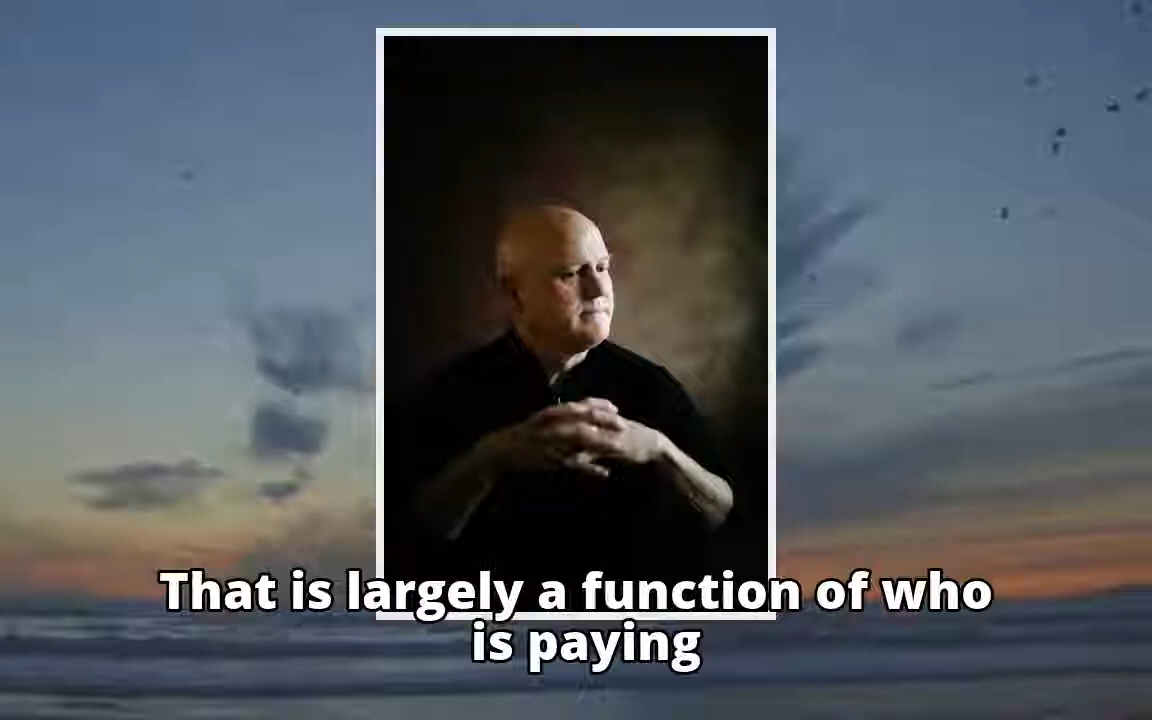 That is largely a function of who
is paying